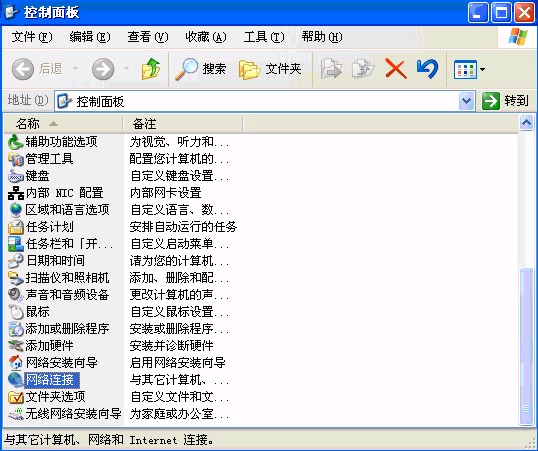 控制面板
文件(F) 编辑(E) 查看(V) 收藏(A) 工具(T) 帮助(H)
后退 搜索 文件夹
地址(D) 控制面板 转到
名称 备注
辅助功能选项 为视觉、听力和...
管理工具 配置您计算机的...
键盘 自定义键盘设置...
内部 NIC 配置 内部网卡设置
区域和语言选项 自定义语言、数...
任务计划 安排自动运行的任务
任务栏和「开... 自定义启动菜单...
日期和时间 请为您的计算机...
扫描仪和照相机 添加、删除和配...
声音和音频设备 更改计算机的声...
鼠标 自定义鼠标设置...
添加或删除程序 安装或删除程序...
添加硬件 安装并诊断硬件
网络安装向导 启用网络安装向导
网络连接 与其它计算机、...
文件夹选项 自定义文件和文...
无线网络安装向导 为家庭或办公室...
与其它计算机、网络和 Internet 连接。